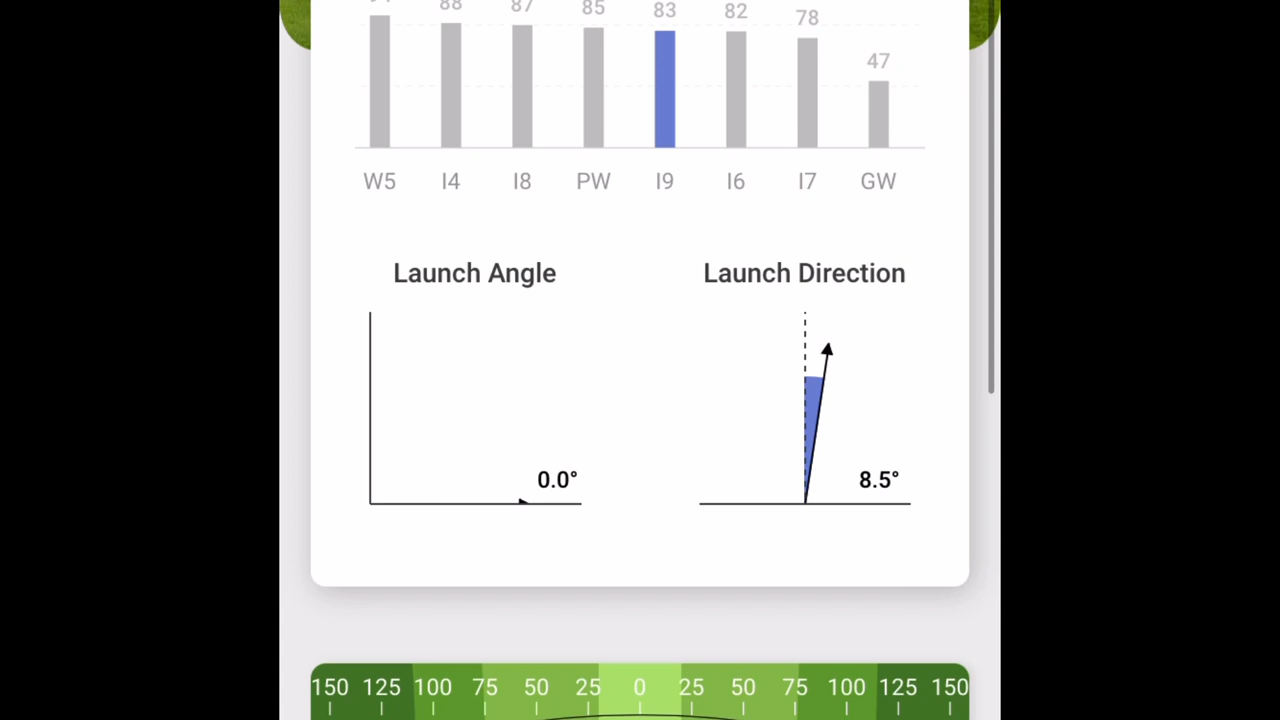 88 87 85 83 82 78 47
W5 I4 I8 PW I9 I6 I7 GW
Launch Angle Launch Direction
0.0° 8.5°
150 125 100 75 50 25 0 25 50 75 100 125 150